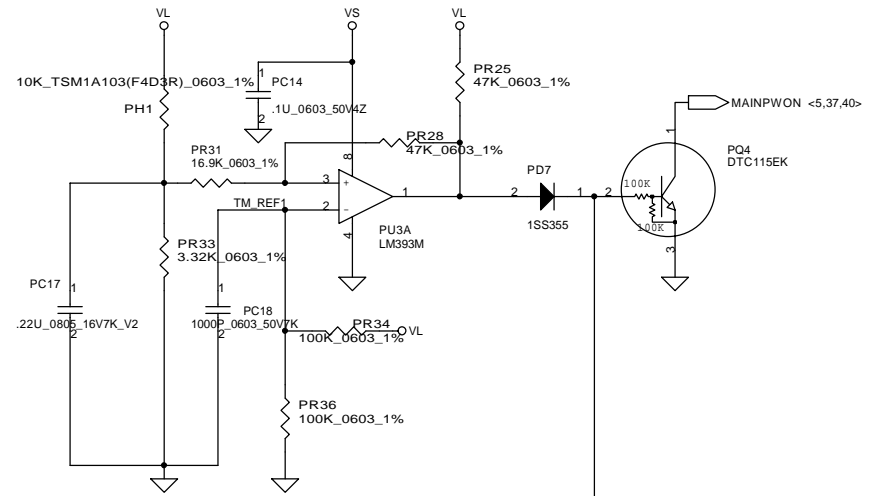 VL
VS
VL
10K_TSM1A103(F4D3R)_0603_1%
PH1
1
PC14
.1U_0603_50V4Z
2
PR25
47K_0603_1%
MAINPWON <5,37,40>
PR31
16.9K_0603_1%
PR28
47K_0603_1%
8
1
PQ4
DTC115EK
3
+
1
PD7
2
1
1SS355
2
100K
100K
3
TM_REF1
2
-
4
PU3A
LM393M
PR33
3.32K_0603_1%
PC17
1
.22U_0805_16V7K_V2
2
1
PC18
1000P_0603_50V7K
2
PR34
100K_0603_1%
VL
PR36
100K_0603_1%